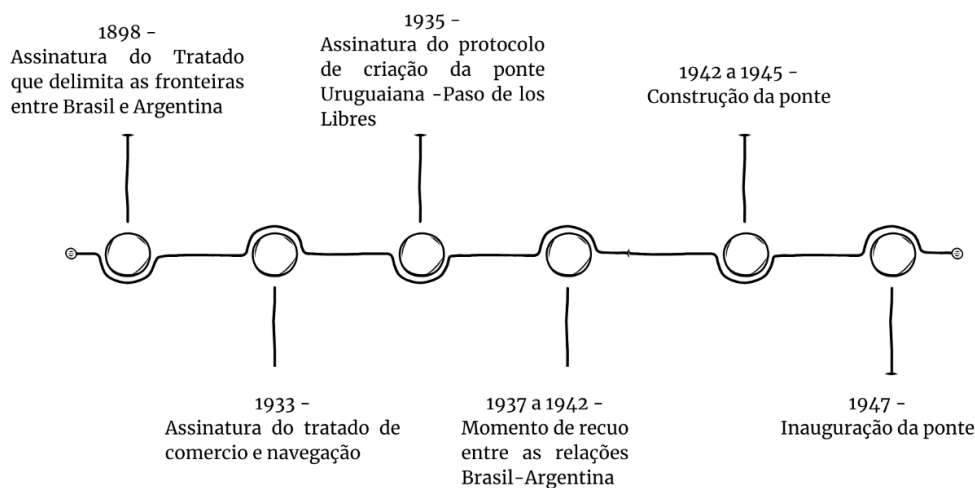 1898 -
Assinatura do Tratado
que delimita as fronteiras
entre Brasil e Argentina
1933 -
Assinatura do tratado de
comercio e navegação
1935 -
Assinatura do protocolo
de criação da ponte
Uruguaiana -Paso de los
Libres
1937 a 1942 -
Momento de recuo
entre as relações
Brasil-Argentina
1942 a 1945 -
Construção da ponte
1947 -
Inauguração da ponte